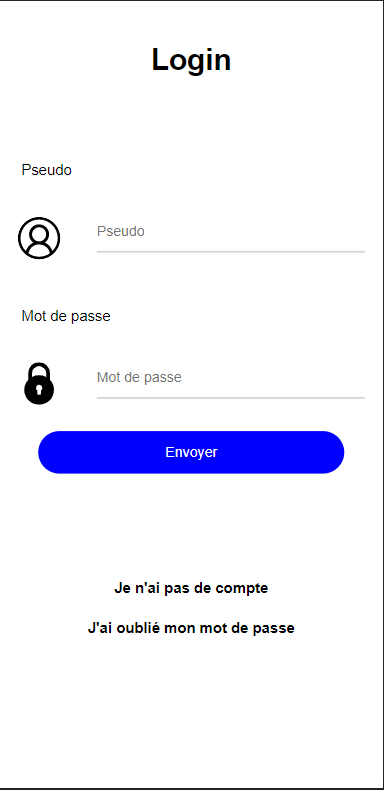 Login
Pseudo
Pseudo
Mot de passe
Mot de passe
Envoyer
Je n'ai pas de compte
J'ai oublié mon mot de passe